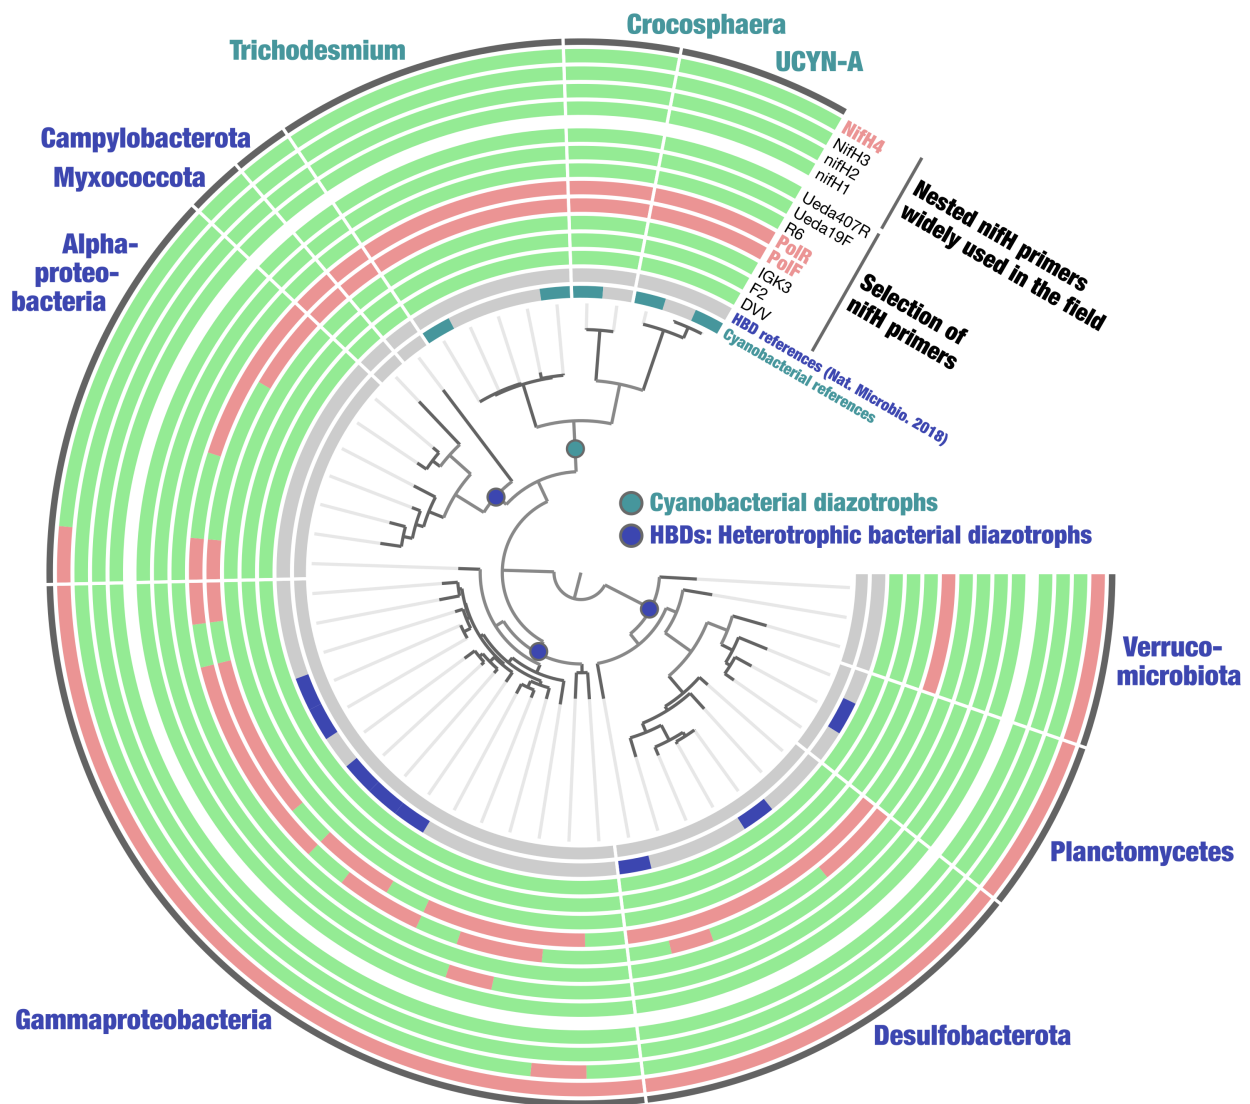 Crocosphaera
Trichodesmium
UCYN-A
Campylobacterota
Myxococcota
Alpha-
proteo-
bacteria
NifH4
NifH3
nifH2
nifH1
Ueda407R
Ueda19F
R6
PolR
PolF
IGK3
F2
DVV
HBD references (Nat. Microbio. 2018)
Cyanobacterial references
Nested nifH primers
widely used in the field
Selection of
nifH primers
Cyanobacterial diazotrophs
HBDs: Heterotrophic bacterial diazotrophs
Verruco-
microbiota
Planctomycetes
Gammaproteobacteria
Desulfobacterota